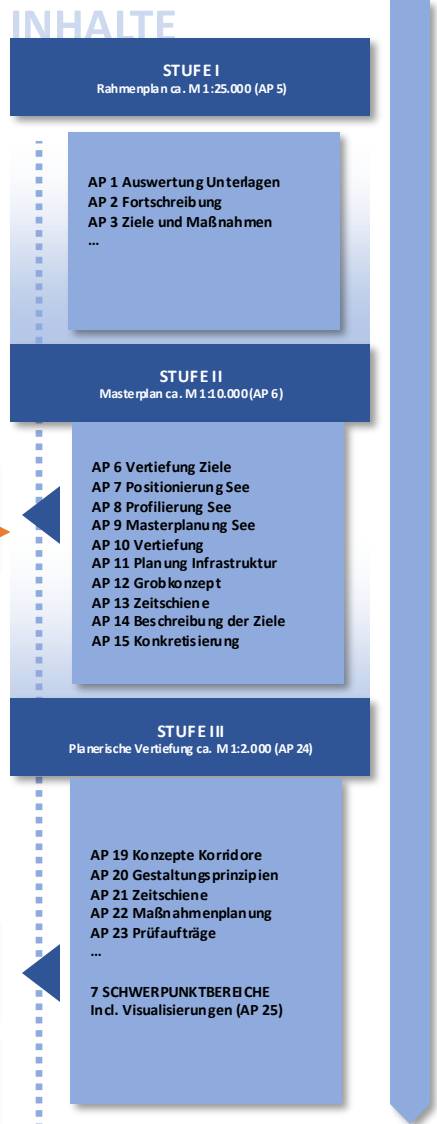 INHALTE
STUFE I
Rahmenplan ca. M 1:25.000 (AP 5)
AP 1 Auswertung Unterlagen
AP 2 Fortschreibung
AP 3 Ziele und Maßnahmen
...
STUFE II
Masterplan ca. M 1:10.000 (AP 6)
AP 6 Vertiefung Ziele
AP 7 Positionierung See
AP 8 Profilierung See
AP 9 Masterplanung See
AP 10 Vertiefung
AP 11 Planung Infrastruktur
AP 12 Grobkonzept
AP 13 Zeitschiene
AP 14 Beschreibung der Ziele
AP 15 Konkretisierung
STUFE III
Planerische Vertiefung ca. M 1:2.000 (AP 24)
AP 19 Konzepte Korridore
AP 20 Gestaltungsprinzipien
AP 21 Zeitschiene
AP 22 Maßnahmenplanung
AP 23 Prüfaufträge
...
7 SCHWERPUNKTBEREICHE
Incl. Visualisierungen (AP 25)